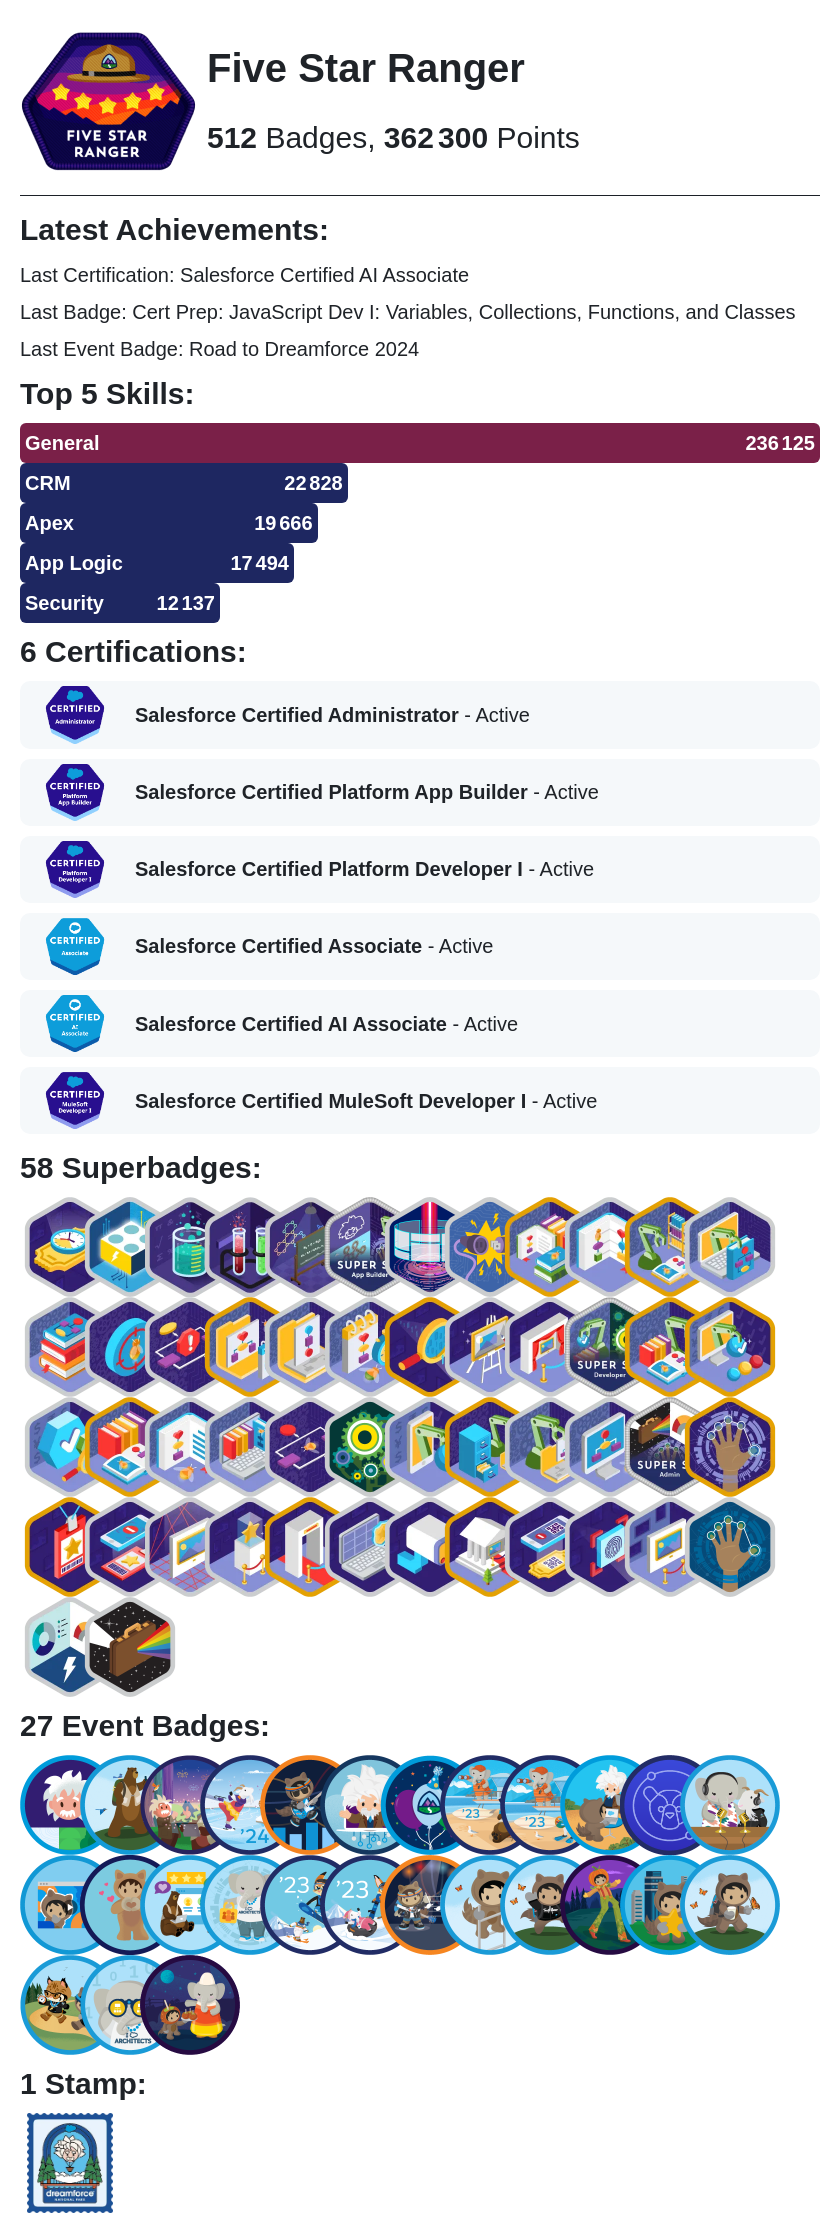 FIVE STAR
RANGER
Five Star Ranger
512 Badges, 362 300 Points
Latest Achievements:
Last Certification: Salesforce Certified AI Associate
Last Badge: Cert Prep: JavaScript Dev I: Variables, Collections, Functions, and Classes
Last Event Badge: Road to Dreamforce 2024
Top 5 Skills:
General 236 125
CRM 22 828
Apex 19 666
App Logic 17 494
Security 12 137
6 Certifications:
CERTIFIED
Administrator
Salesforce Certified Administrator - Active
CERTIFIED
Platform
App Builder
Salesforce Certified Platform App Builder - Active
CERTIFIED
Platform
Developer I
Salesforce Certified Platform Developer I - Active
CERTIFIED
Associate
Salesforce Certified Associate - Active
CERTIFIED
AI
Associate
Salesforce Certified AI Associate - Active
CERTIFIED
MuleSoft
Developer I
Salesforce Certified MuleSoft Developer I - Active
58 Superbadges:
SUPER S
App Builder
SUPER S
Developer
SUPER S
Admin
27 Event Badges:
'24
'23
'23
'23
'23
ARCHITECTS
1 Stamp:
dreamforce
NATIONAL PARK